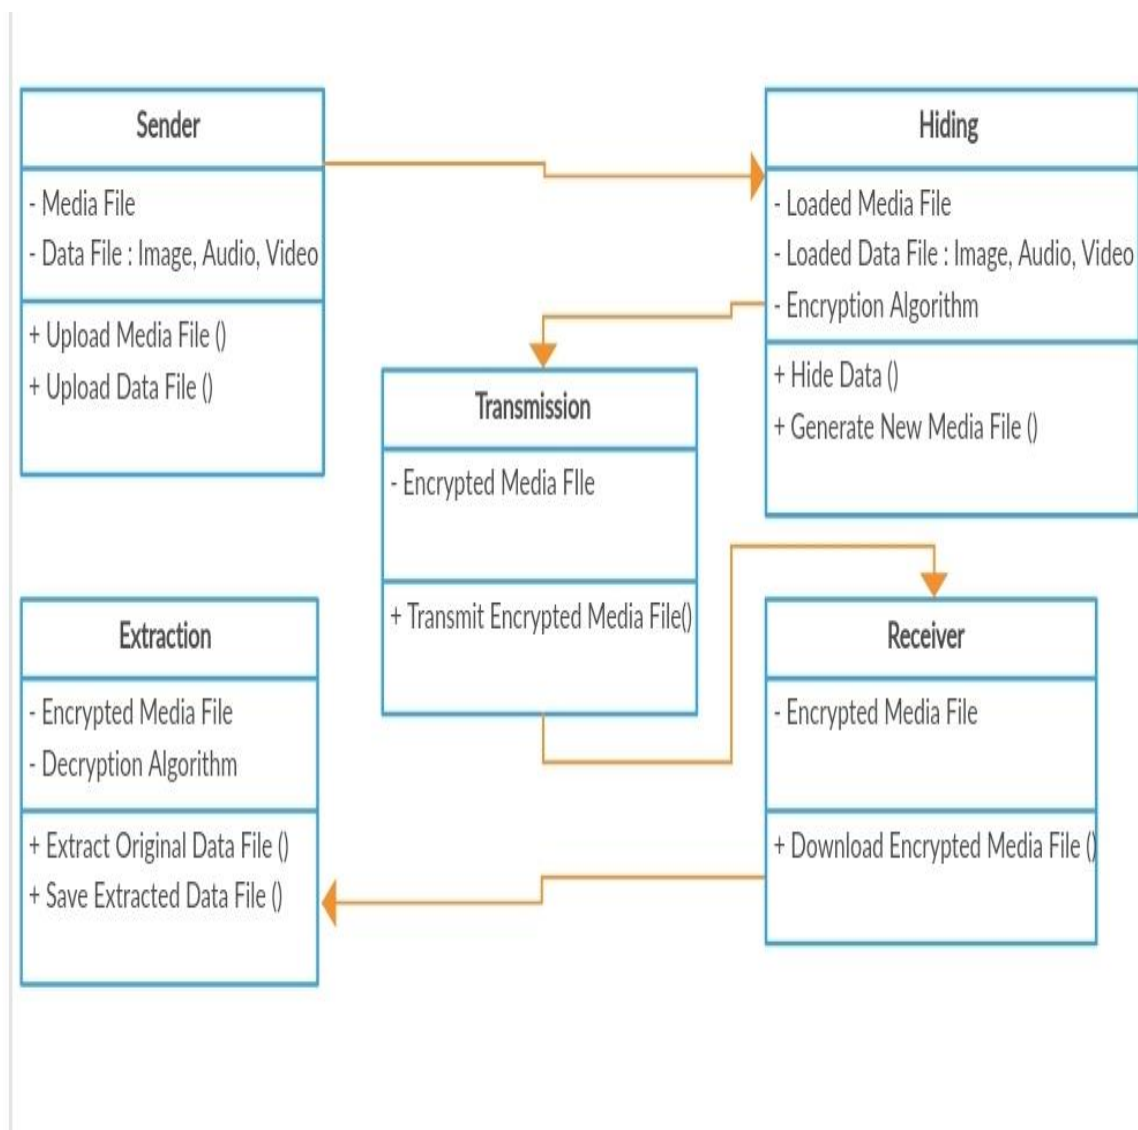 Sender
- Media File
- Data File : Image, Audio, Video
+ Upload Media File ()
+ Upload Data File ()
Hiding
- Loaded Media File
- Loaded Data File : Image, Audio, Video
- Encryption Algorithm
+ Hide Data ()
+ Generate New Media File ()
Transmission
- Encrypted Media FIle
+ Transmit Encrypted Media File()
Receiver
- Encrypted Media File
+ Download Encrypted Media File ()
Extraction
- Encrypted Media File
- Decryption Algorithm
+ Extract Original Data File ()
+ Save Extracted Data File ()